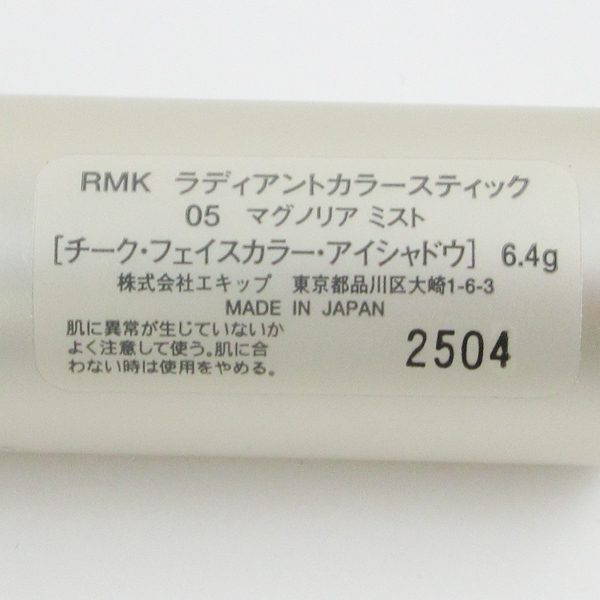 RMK ラディアントカラースティック
05 マグノリア ミスト
[チーク・フェイスカラー・アイシャドウ] 6.4g
株式会社エキップ 東京都品川区大崎1-6-3
MADE IN JAPAN
肌に異常が生じていないか
よく注意して使う。肌に合
わない時は使用をやめる。
2504